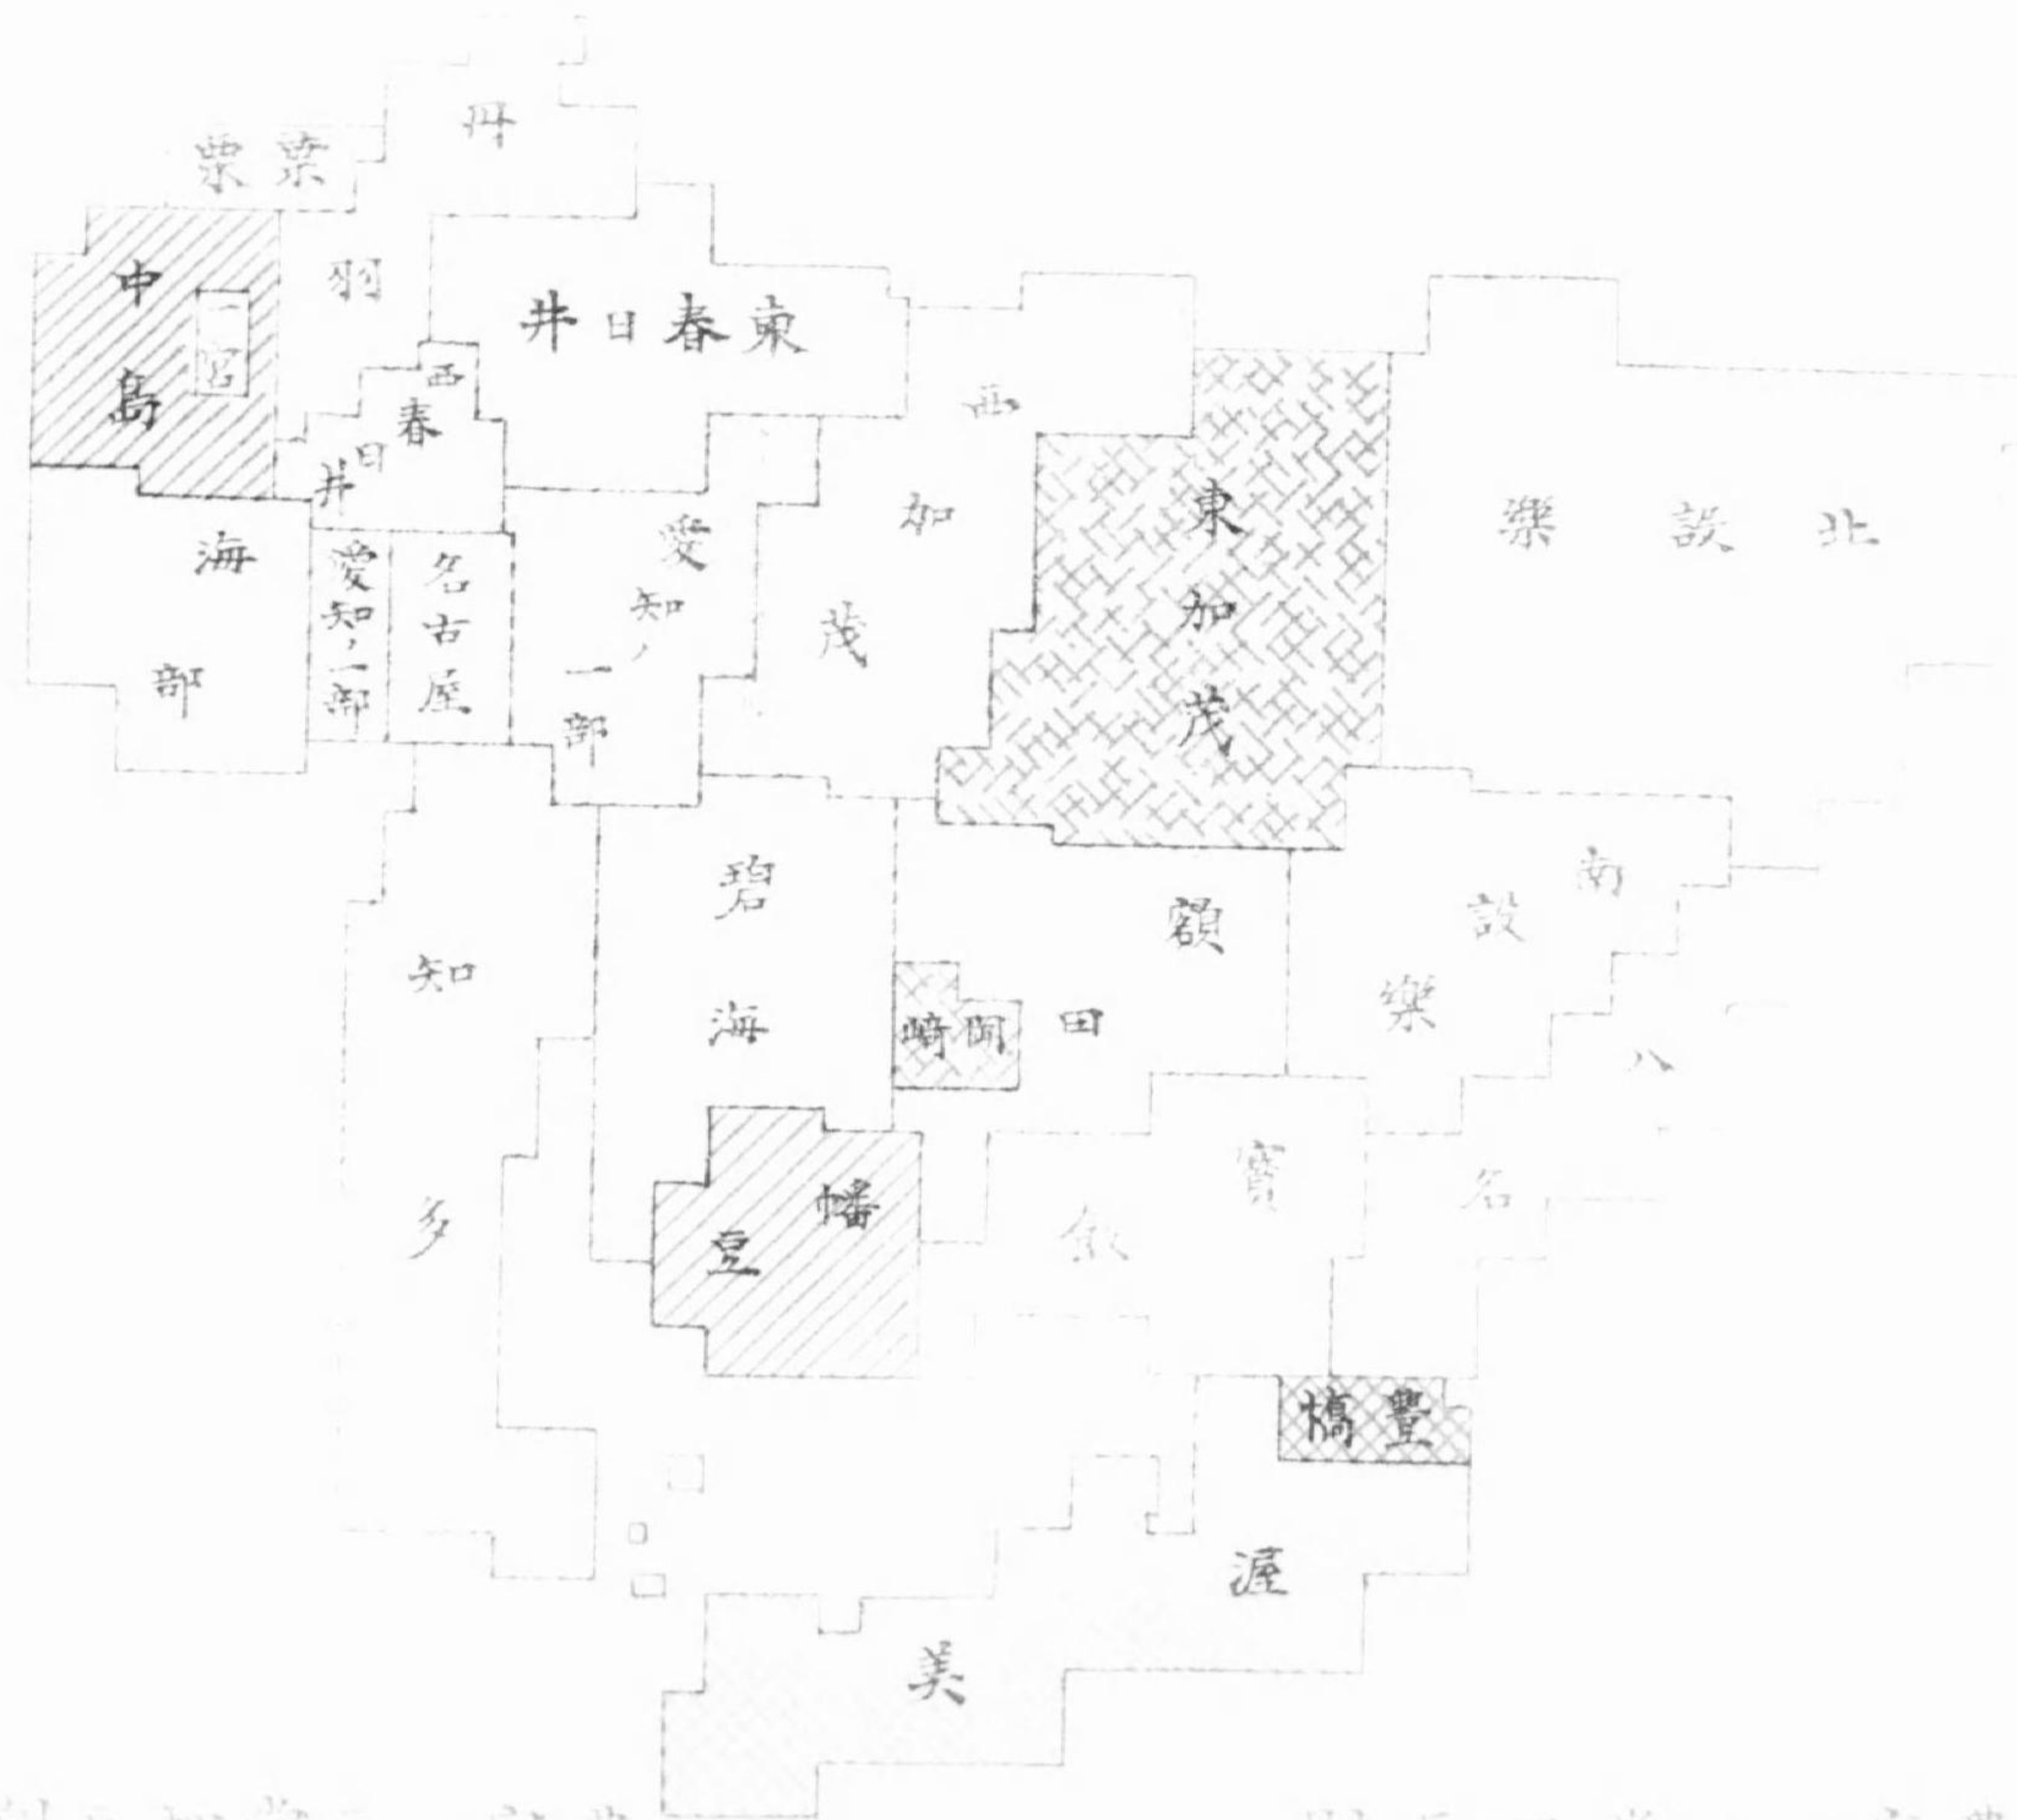 丹羽
葉栗
中島
一宮
東春日井
西春日井
海部
愛知ノ一部
名古屋
愛知ノ一部
西加茂
東加茂
北設楽
碧海
額田
岡崎
南設楽
知多
幡豆
寶飯
八名
豐橋
渥美